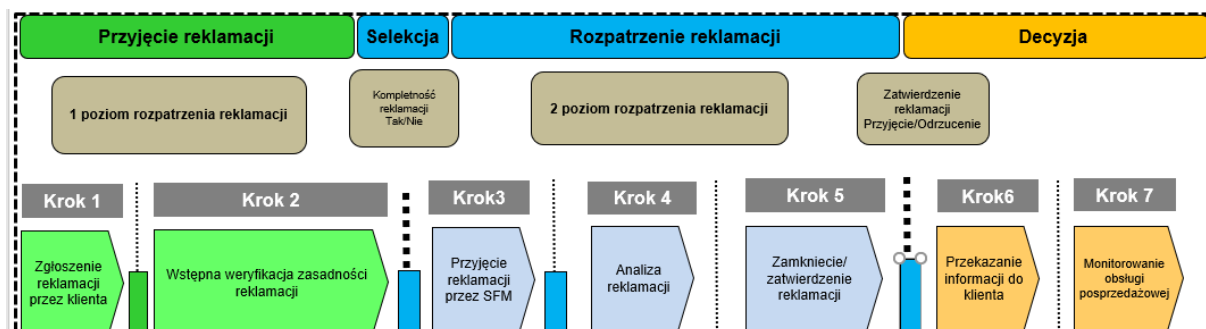 Przyjęcie reklamacji
Selekcja
Rozpatrzenie reklamacji
Decyzja
1 poziom rozpatrzenia reklamacji
Kompletność
reklamacji
Tak/Nie
2 poziom rozpatrzenia reklamacji
Zatwierdzenie
reklamacji
Przyjęcie/Odrzucenie
Krok 1
Krok 2
Krok3
Krok 4
Krok 5
Krok6
Krok 7
Zgłoszenie
reklamacji
przez klienta
Wstępna weryfikacja zasadności
reklamacji
Przyjęcie
reklamacji
przez SFM
Analiza
reklamacji
Zamkniecie/
zatwierdzenie
reklamacji
Przekazanie
informacji do
klienta
Monitorowanie
obsługi
posprzedażowej